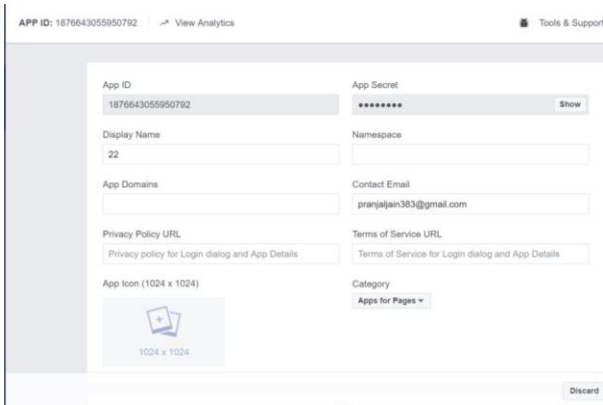 APP ID: 1876643055950792 View Analytics Tools & Support
App ID App Secret
1876643055950792 ●●●●●●●● Show
Display Name Namespace
22
App Domains Contact Email
pranjaljain383@gmail.com
Privacy Policy URL Terms of Service URL
Privacy policy for Login dialog and App Details Terms of Service for Login dialog and App Details
App Icon (1024 x 1024) Category
Apps for Pages
1024 x 1024
Discard